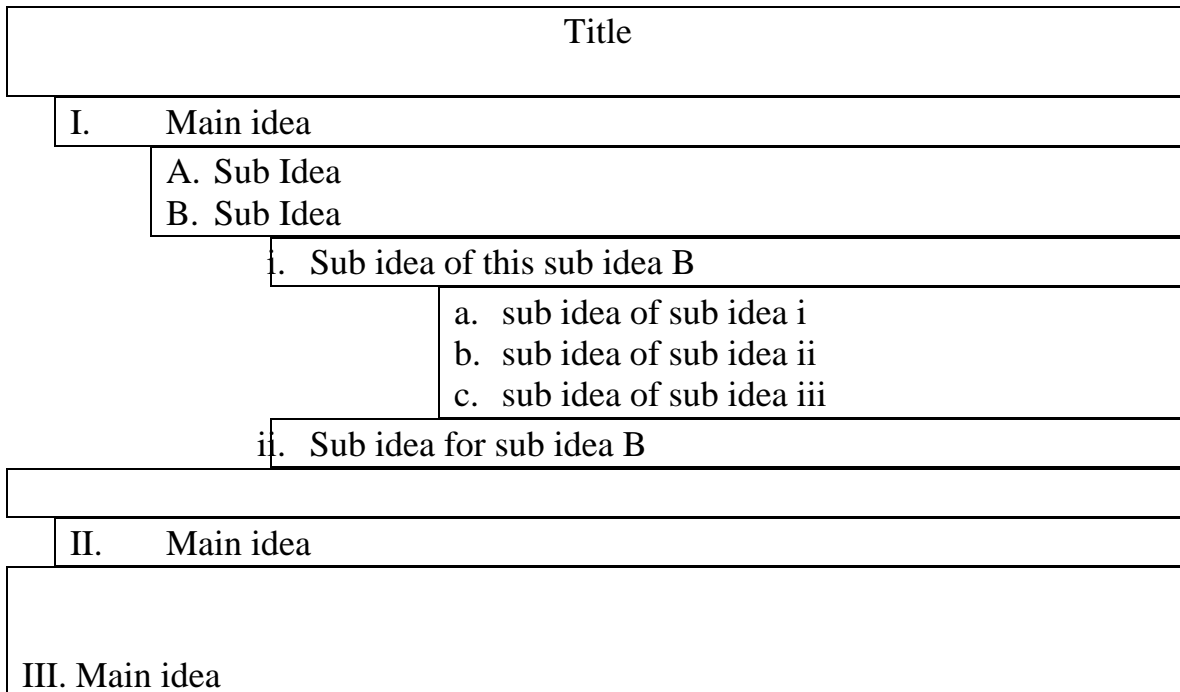 Title
I. Main idea
A. Sub Idea
B. Sub Idea
i. Sub idea of this sub idea B
a. sub idea of sub idea i
b. sub idea of sub idea ii
c. sub idea of sub idea iii
ii. Sub idea for sub idea B
II. Main idea
III. Main idea